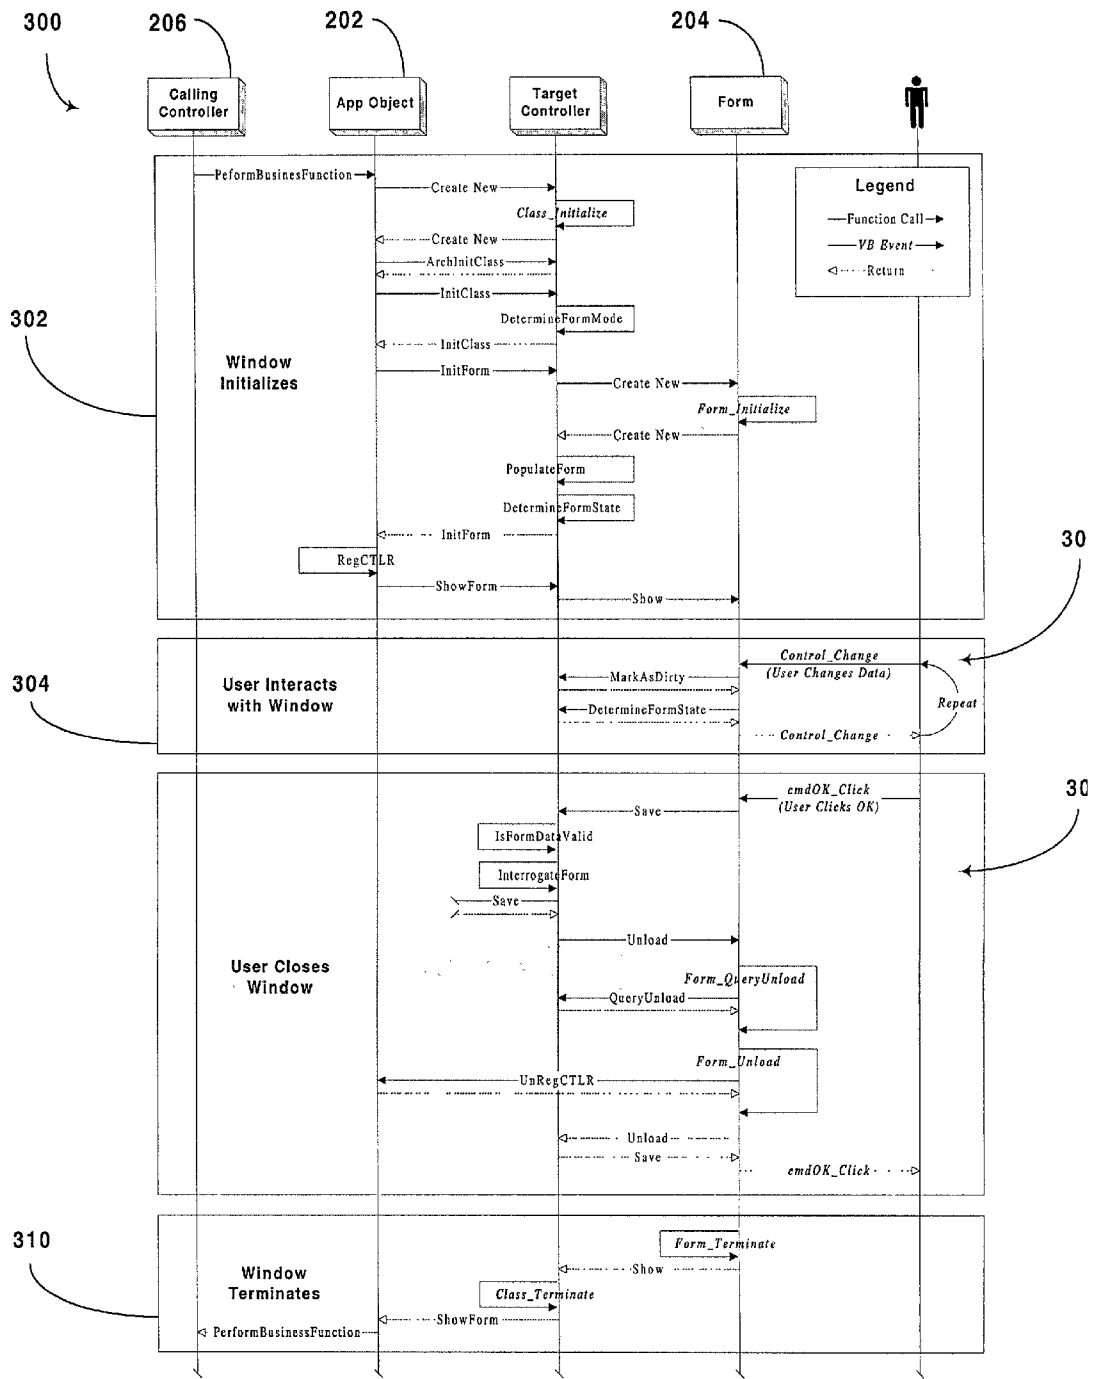 300
206
202
204
Calling
Controller
App Object
Target
Controller
Form
PeformBusinesFunction
Create New
Class_Initialize
Create New
ArchInitClass
InitClass
DetermineFormMode
InitClass
InitForm
Create New
Form_Initialize
Create New
PopulateForm
DetermineFormState
InitForm
RegCTLR
ShowForm
Show
Legend
Function Call
VB Event
Return
302
Window
Initializes
30
304
User Interacts
with Window
Control_Change
(User Changes Data)
MarkAsDirty
DetermineFormState
Repeat
Control_Change
30
cmdOK_Click
(User Clicks OK)
Save
IsFormDataValid
InterrogateForm
Save
Unload
User Closes
Window
Form_QueryUnload
QueryUnload
Form_Unload
UnRegCTLR
Unload
Save
cmdOK_Click
310
Window
Terminates
Form_Terminate
Show
Class_Terminate
ShowForm
PerformBusinessFunction